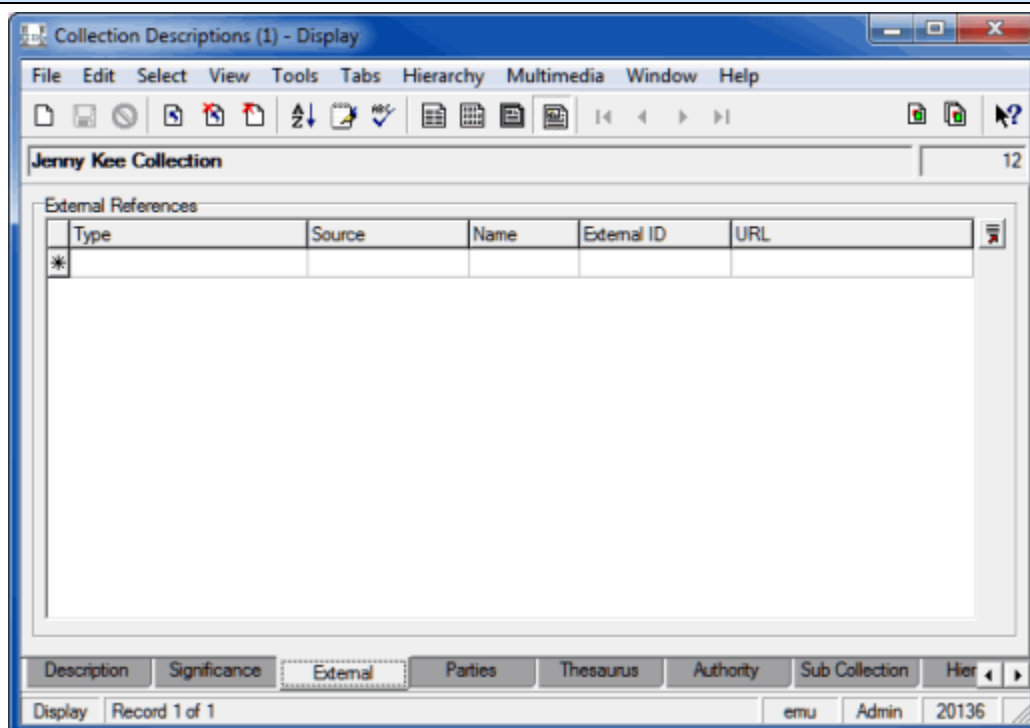 Collection Descriptions (1) - Display
File Edit Select View Tools Tabs Hierarchy Multimedia Window Help
Jenny Kee Collection 12
External References
Type Source Name External ID URL
Description Significance External Parties Thesaurus Authority Sub Collection Hier
Display Record 1 of 1 emu Admin 20136